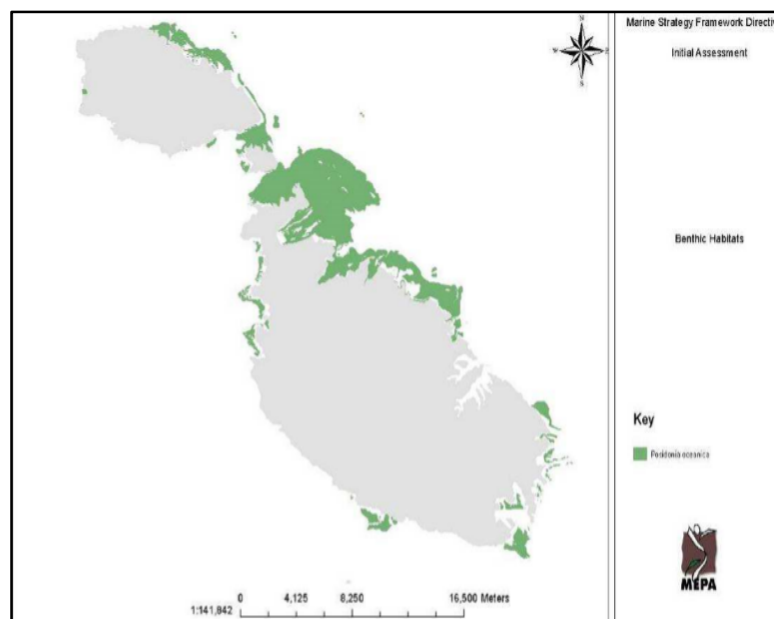 Marine Strategy Framework Directiv
Initial Assessment
N
W
E
S
Benthic Habitats
Key
Posidonia oceanica
MEPA
0 4,125 8,250 16,500 Meters
1:141,942